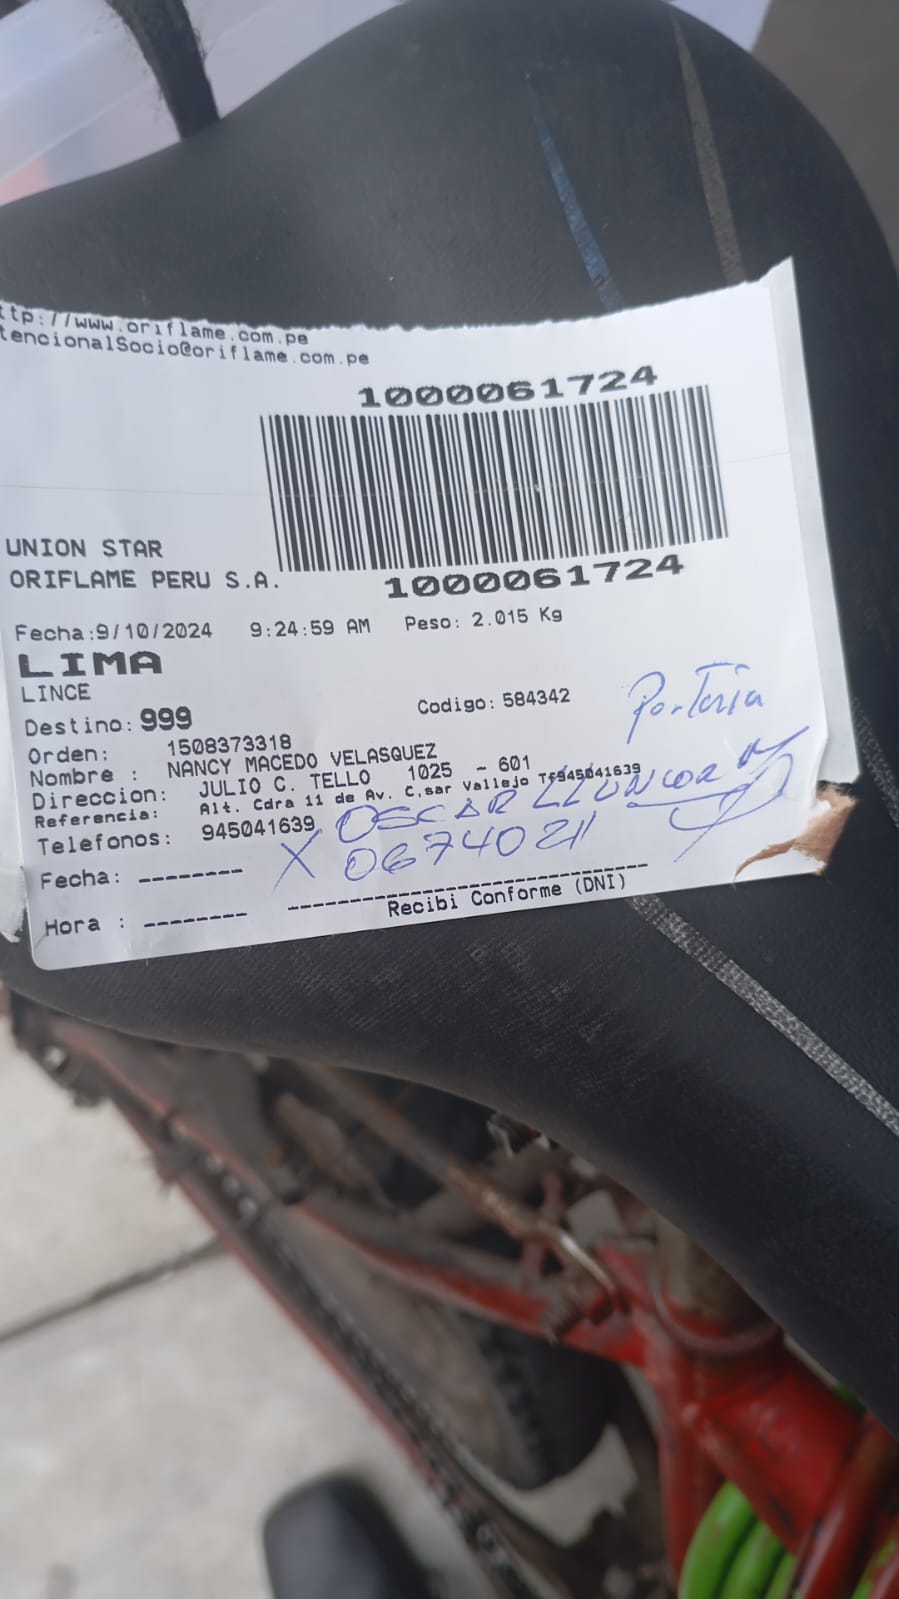 ttp://www.oriflame.com.pe
tencionalSocio@oriflame.com.pe
1000061724
1000061724
UNION STAR
ORIFLAME PERU S.A.
Fecha:9/10/2024 9:24:59 AM Peso: 2.015 Kg
LIMA
LINCE
Destino: 999 Codigo: 584342
Porteria
Orden: 1508373318
Nombre : NANCY MACEDO VELASQUEZ
Direccion: JULIO C. TELLO 1025 - 601
Referencia: Alt. Cdra 11 de Av. C.sar Vallejo Tf945041639
Telefonos: 945041639
X OSCAR
06740211
Fecha: --------
Hora : --------
Recibi Conforme (DNI)